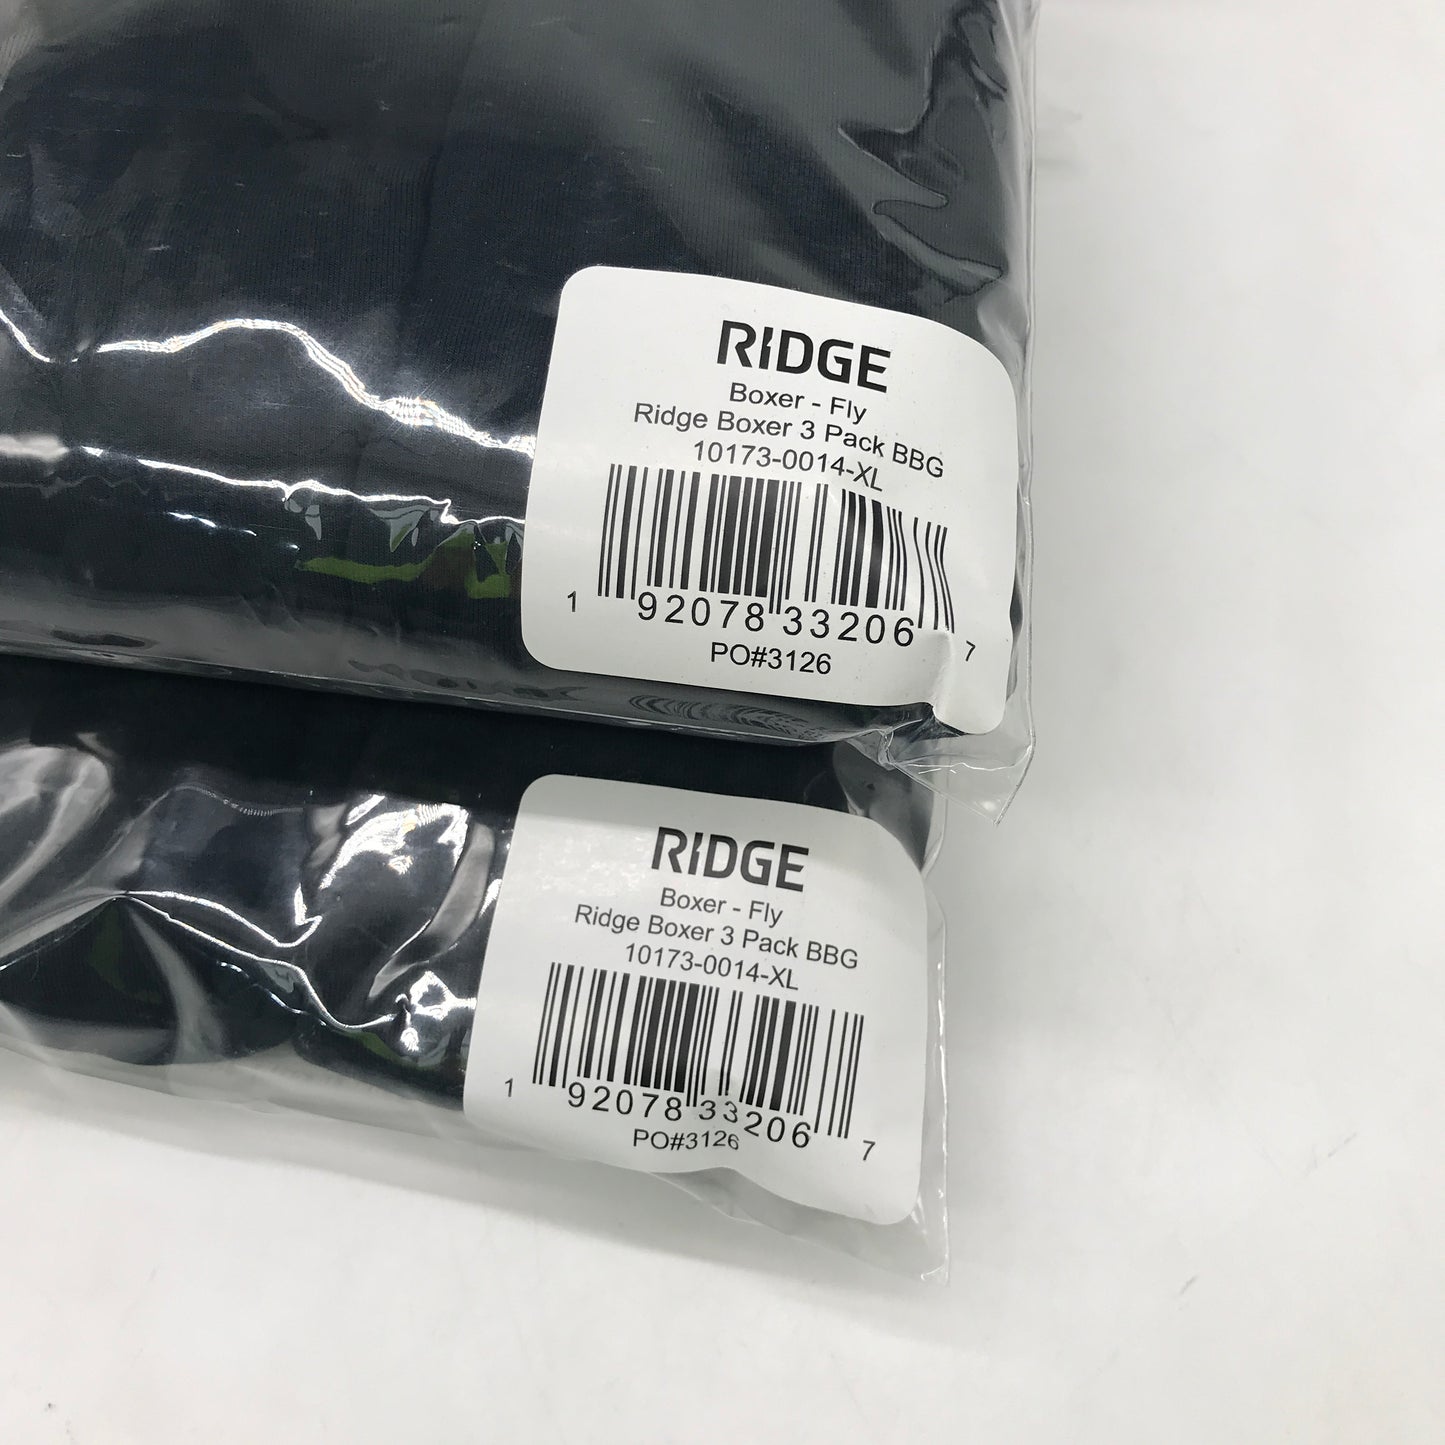 RIDGE
Boxer - Fly
Ridge Boxer 3 Pack BBG
10173-0014-XL
1 92078 33206 7
PO#3126
RIDGE
Boxer - Fly
Ridge Boxer 3 Pack BBG
10173-0014-XL
1 92078 33206 7
PO#3126